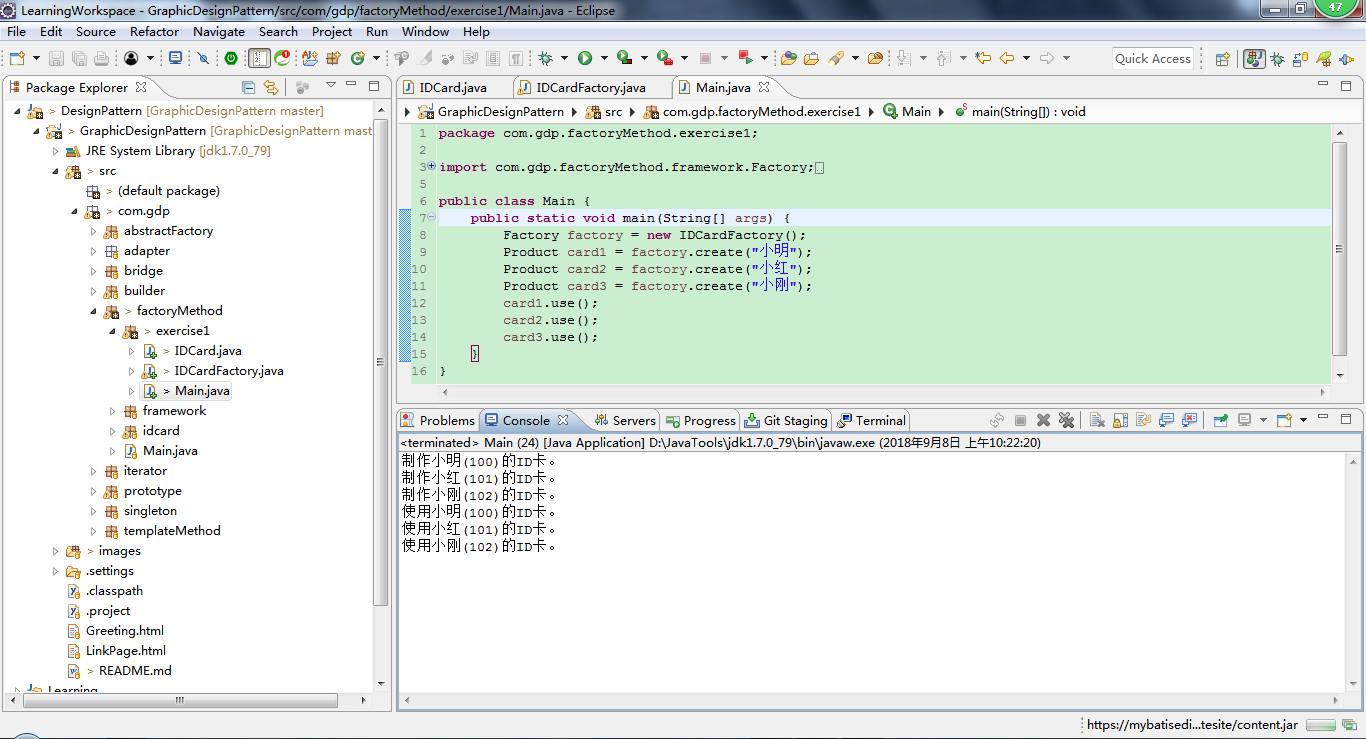 LearningWorkspace - GraphicDesignPattern/src/com/gdp/factoryMethod/exercise1/Main.java - Eclipse
47
File Edit Source Refactor Navigate Search Project Run Window Help
Quick Access
Package Explorer
DesignPattern [GraphicDesignPattern master]
> GraphicDesignPattern [GraphicDesignPattern mast
JRE System Library [jdk1.7.0_79]
> src
> (default package)
> com.gdp
abstractFactory
adapter
bridge
builder
> factoryMethod
> exercise1
> IDCard.java
> IDCardFactory.java
> Main.java
framework
idcard
Main.java
iterator
prototype
singleton
templateMethod
> images
.settings
.classpath
.project
Greeting.html
LinkPage.html
> README.md
Learning
IDCard.java IDCardFactory.java Main.java
GraphicDesignPattern src com.gdp.factoryMethod.exercise1 Main main(String[]) : void
1 package com.gdp.factoryMethod.exercise1;
2
3 import com.gdp.factoryMethod.framework.Factory;
5
6 public class Main {
7 public static void main(String[] args) {
8 Factory factory = new IDCardFactory();
9 Product card1 = factory.create("小明");
10 Product card2 = factory.create("小红");
11 Product card3 = factory.create("小刚");
12 card1.use();
13 card2.use();
14 card3.use();
15 }
16 }
Problems Console Servers Progress Git Staging Terminal
<terminated> Main (24) [Java Application] D:\JavaTools\jdk1.7.0_79\bin\javaw.exe (2018年9月8日 上午10:22:20)
制作小明(100)的ID卡。
制作小红(101)的ID卡。
制作小刚(102)的ID卡。
使用小明(100)的ID卡。
使用小红(101)的ID卡。
使用小刚(102)的ID卡。
https://mybatisedi...tesite/content.jar